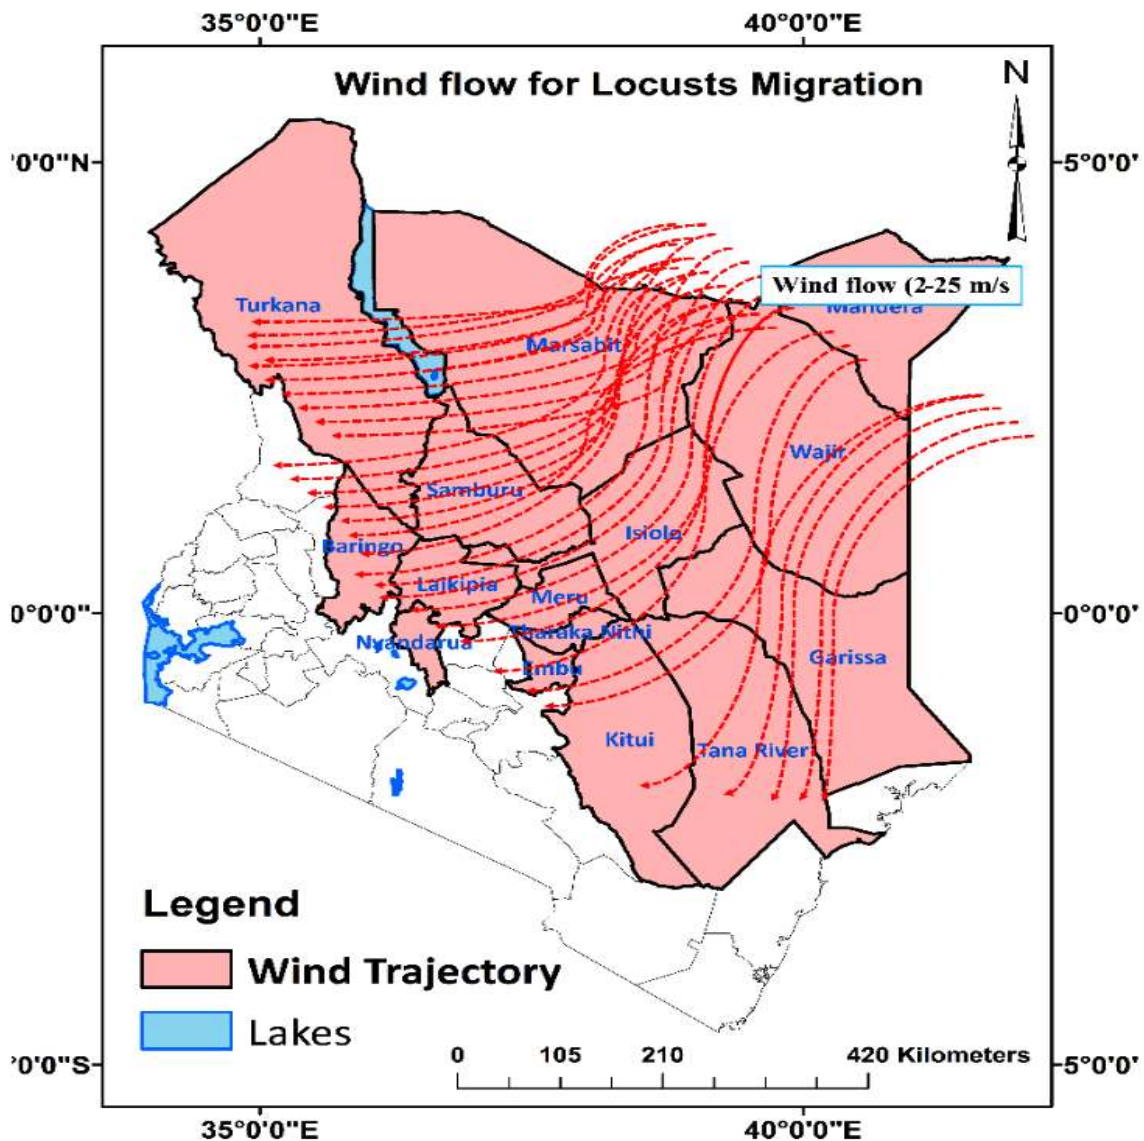 35°0'0"E 40°0'0"E
Wind flow for Locusts Migration
N
'0'0"N 5°0'0'
Turkana
Wind flow (2-25 m/s
Mandera
Marsabit
Wajir
Samburu
Isiolo
Baringo
Laikipia
Meru
0°0'0" 0°0'0'
Tharaka Nithi
Nyandarua
Embu
Garissa
Kitui
Tana River
Legend
Wind Trajectory
Lakes
0 105 210 420 Kilometers
'0'0"S 5°0'0'
35°0'0"E 40°0'0"E